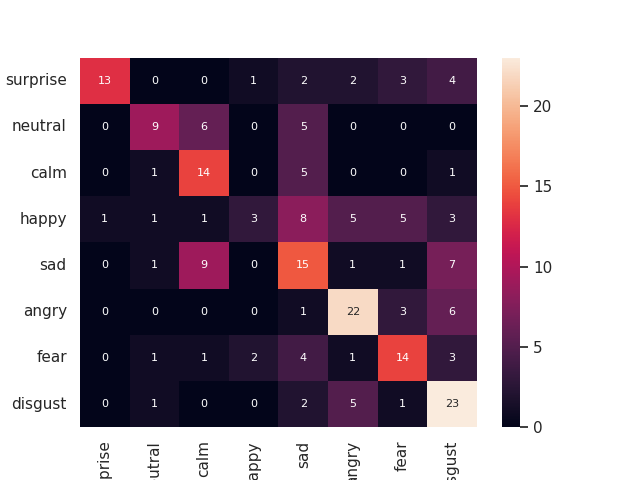 surprise 13 0 0 1 2 2 3 4
neutral 0 9 6 0 5 0 0 0
calm 0 1 14 0 5 0 0 1
happy 1 1 1 3 8 5 5 3
sad 0 1 9 0 15 1 1 7
angry 0 0 0 0 1 22 3 6
fear 0 1 1 2 4 1 14 3
disgust 0 1 0 0 2 5 1 23
prise
utral
calm
appy
sad
ngry
fear
sgust
20
15
10
5
0